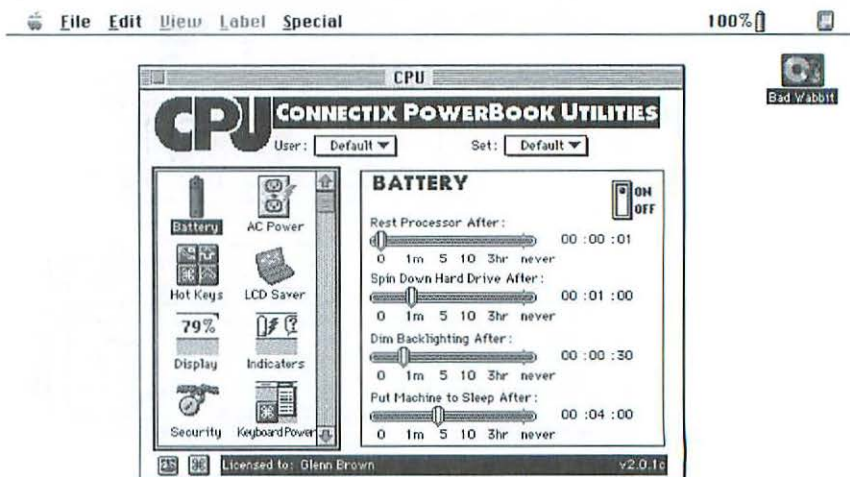 File Edit View Label Special 100%
Bad Wabbit
CPU
CPU CONNECTIX POWERBOOK UTILITIES
User: Default Set: Default
Battery AC Power
Hot Keys LCD Saver
79%
Display Indicators
Security Keyboard Power
BATTERY
ON
OFF
Rest Processor After:
00 :00 :01
0 1m 5 10 3hr never
Spin Down Hard Drive After:
00 :01 :00
0 1m 5 10 3hr never
Dim Backlighting After:
00 :00 :30
0 1m 5 10 3hr never
Put Machine to Sleep After:
00 :04 :00
0 1m 5 10 3hr never
Licensed to: Glenn Brown v2.0.1c